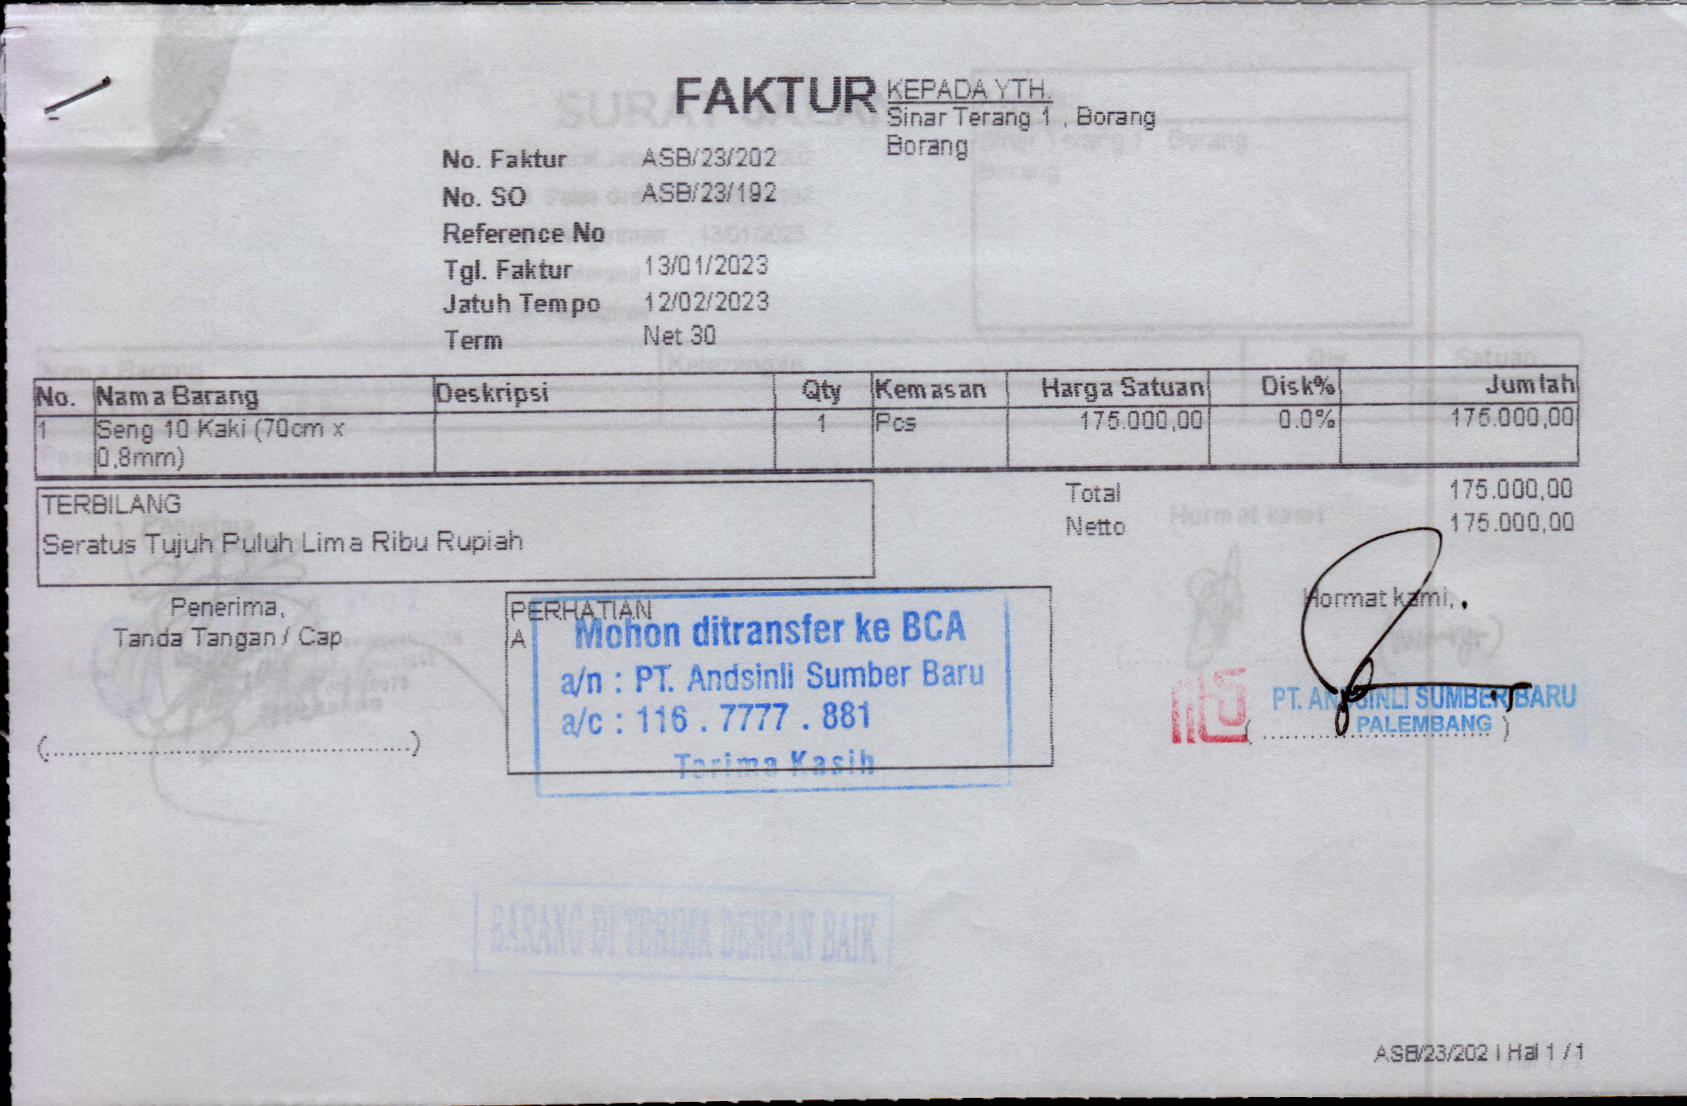 FAKTUR
KEPADA YTH.
Sinar Terang 1 , Borang
Borang
No. Faktur ASB/23/202
No. SO ASB/23/192
Reference No
Tgl. Faktur 13/01/2023
Jatuh Tempo 12/02/2023
Term Net 30
No. Nama Barang Deskripsi Qty Kemasan Harga Satuan Disk% Jumlah
1 Seng 10 Kaki (70cm x 1 Pcs 175.000,00 0.0% 175.000,00
0,8mm)
TERBILANG
Seratus Tujuh Puluh Lima Ribu Rupiah
Total 175.000,00
Netto 175.000,00
Penerima,
Tanda Tangan / Cap
(............................................)
PERHATIAN
A
Mohon ditransfer ke BCA
a/n : PT. Andsinli Sumber Baru
a/c : 116 . 7777 . 881
Terima Kasih
Hormat kami,
PT. ANDSINLI SUMBER BARU
PALEMBANG
(............................)
BARANG DI TERIMA DENGAN BAIK
ASB/23/202 | Hal 1 / 1